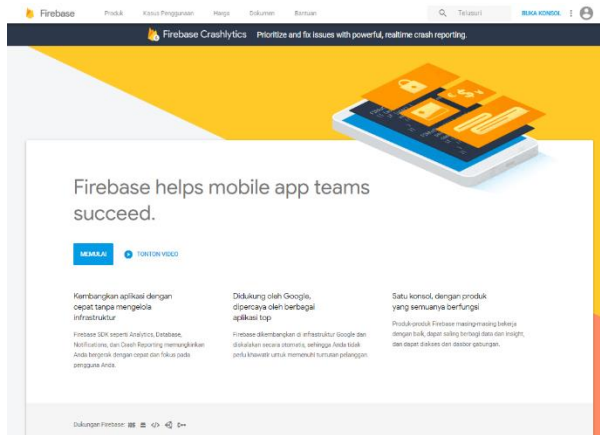 Firebase
Produk Kasus Penggunaan Harga Dokumen Bantuan
Telusuri
BUKA KONSOL
Firebase Crashlytics Prioritize and fix issues with powerful, realtime crash reporting.
Firebase helps mobile app teams
succeed.
MEMULAI TONTON VIDEO
Kembangkan aplikasi dengan
cepat tanpa mengelola
infrastruktur
Firebase SDK seperti Analytics, Database,
Notifications, dan Crash Reporting memungkinkan
Anda bergerak dengan cepat dan fokus pada
pengguna Anda.
Didukung oleh Google,
dipercaya oleh berbagai
aplikasi top
Firebase dikembangkan di infrastruktur Google dan
diskalakan secara otomatis, sehingga Anda tidak
perlu khawatir untuk memenuhi tuntutan pelanggan.
Satu konsol, dengan produk
yang semuanya berfungsi
Produk-produk Firebase masing-masing bekerja
dengan baik, dapat saling berbagi data dan insight,
dan dapat diakses dari dasbor gabungan.
Dukungan Firebase: